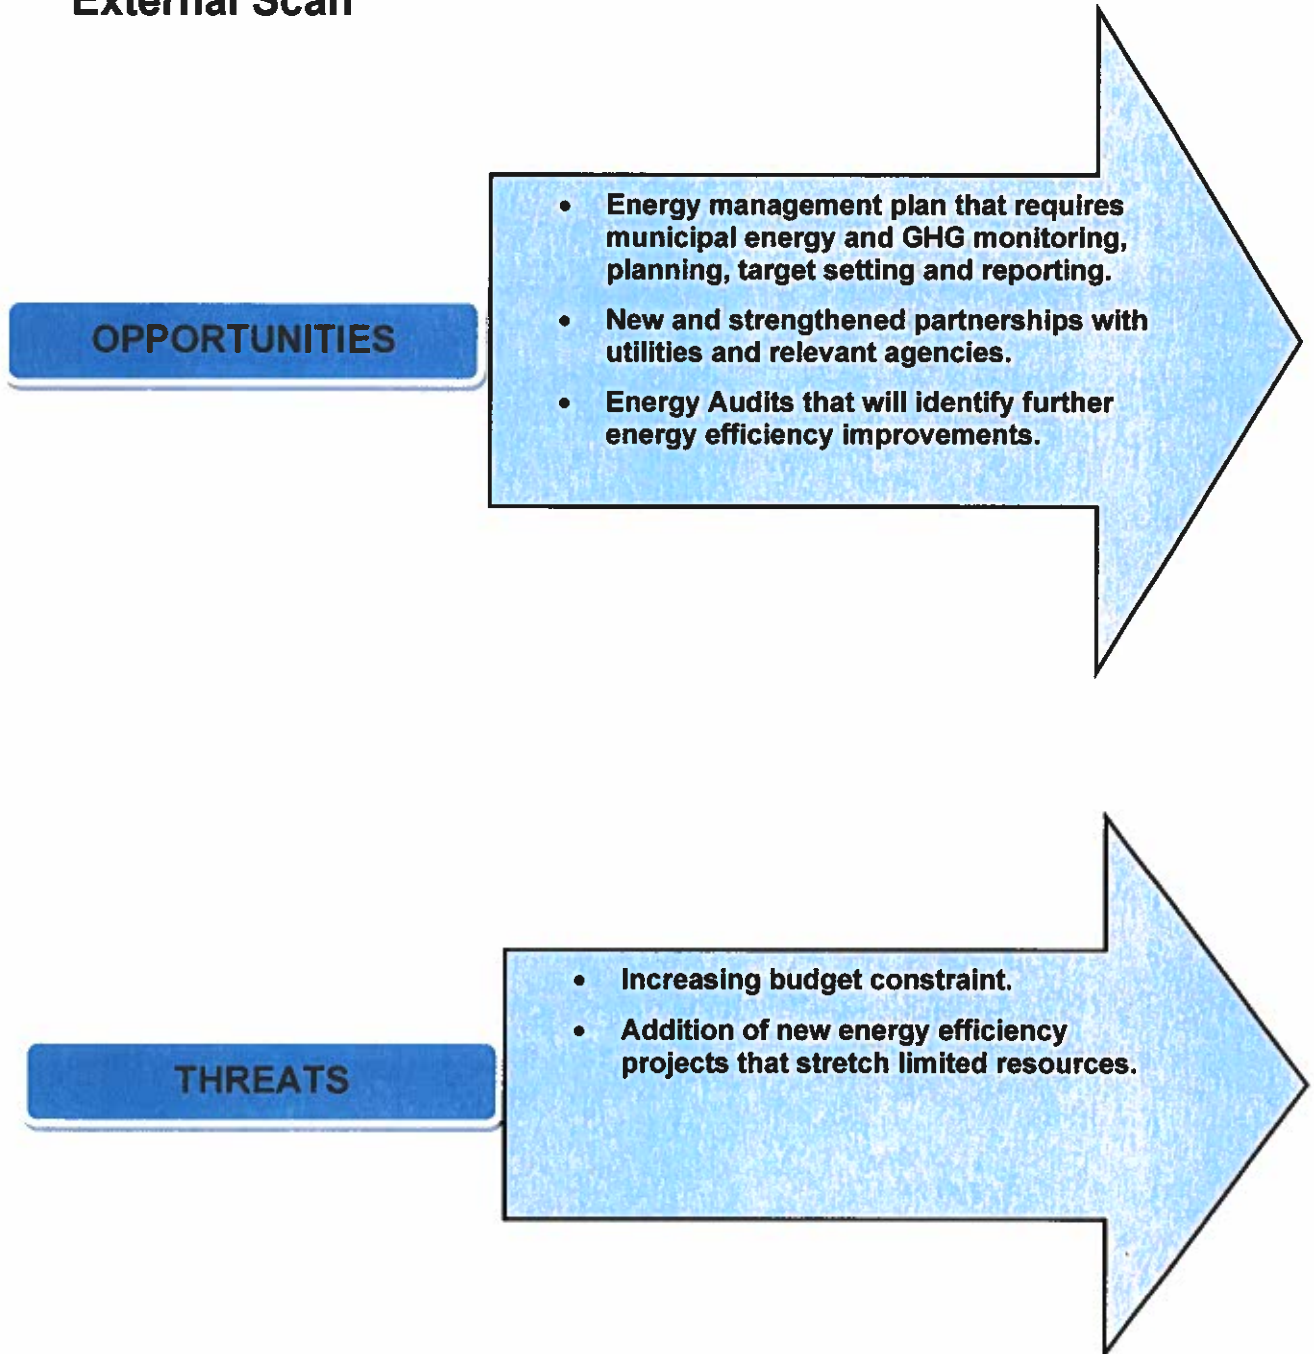 External Scan
OPPORTUNITIES
• Energy management plan that requires
municipal energy and GHG monitoring,
planning, target setting and reporting.
• New and strengthened partnerships with
utilities and relevant agencies.
• Energy Audits that will identify further
energy efficiency improvements.
THREATS
• Increasing budget constraint.
• Addition of new energy efficiency
projects that stretch limited resources.